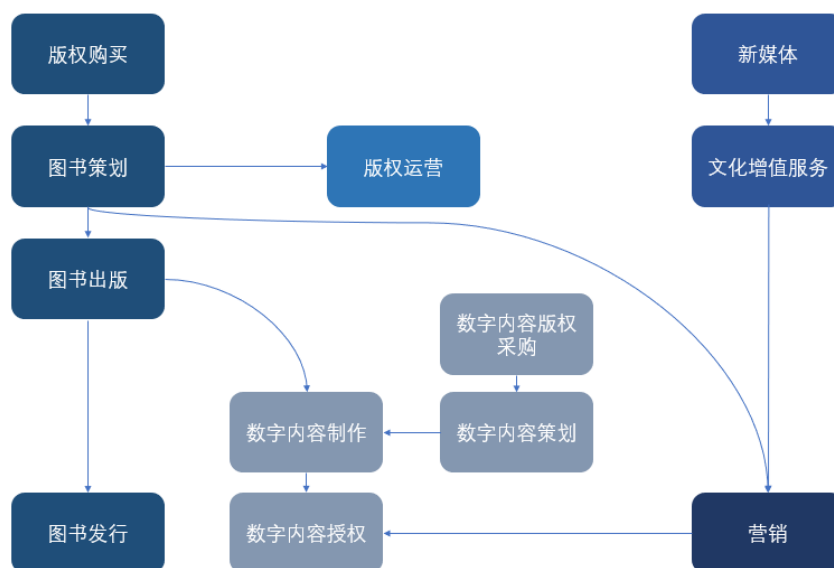 版权购买
新媒体
图书策划
版权运营
文化增值服务
图书出版
数字内容版权
采购
数字内容制作
数字内容策划
图书发行
数字内容授权
营销